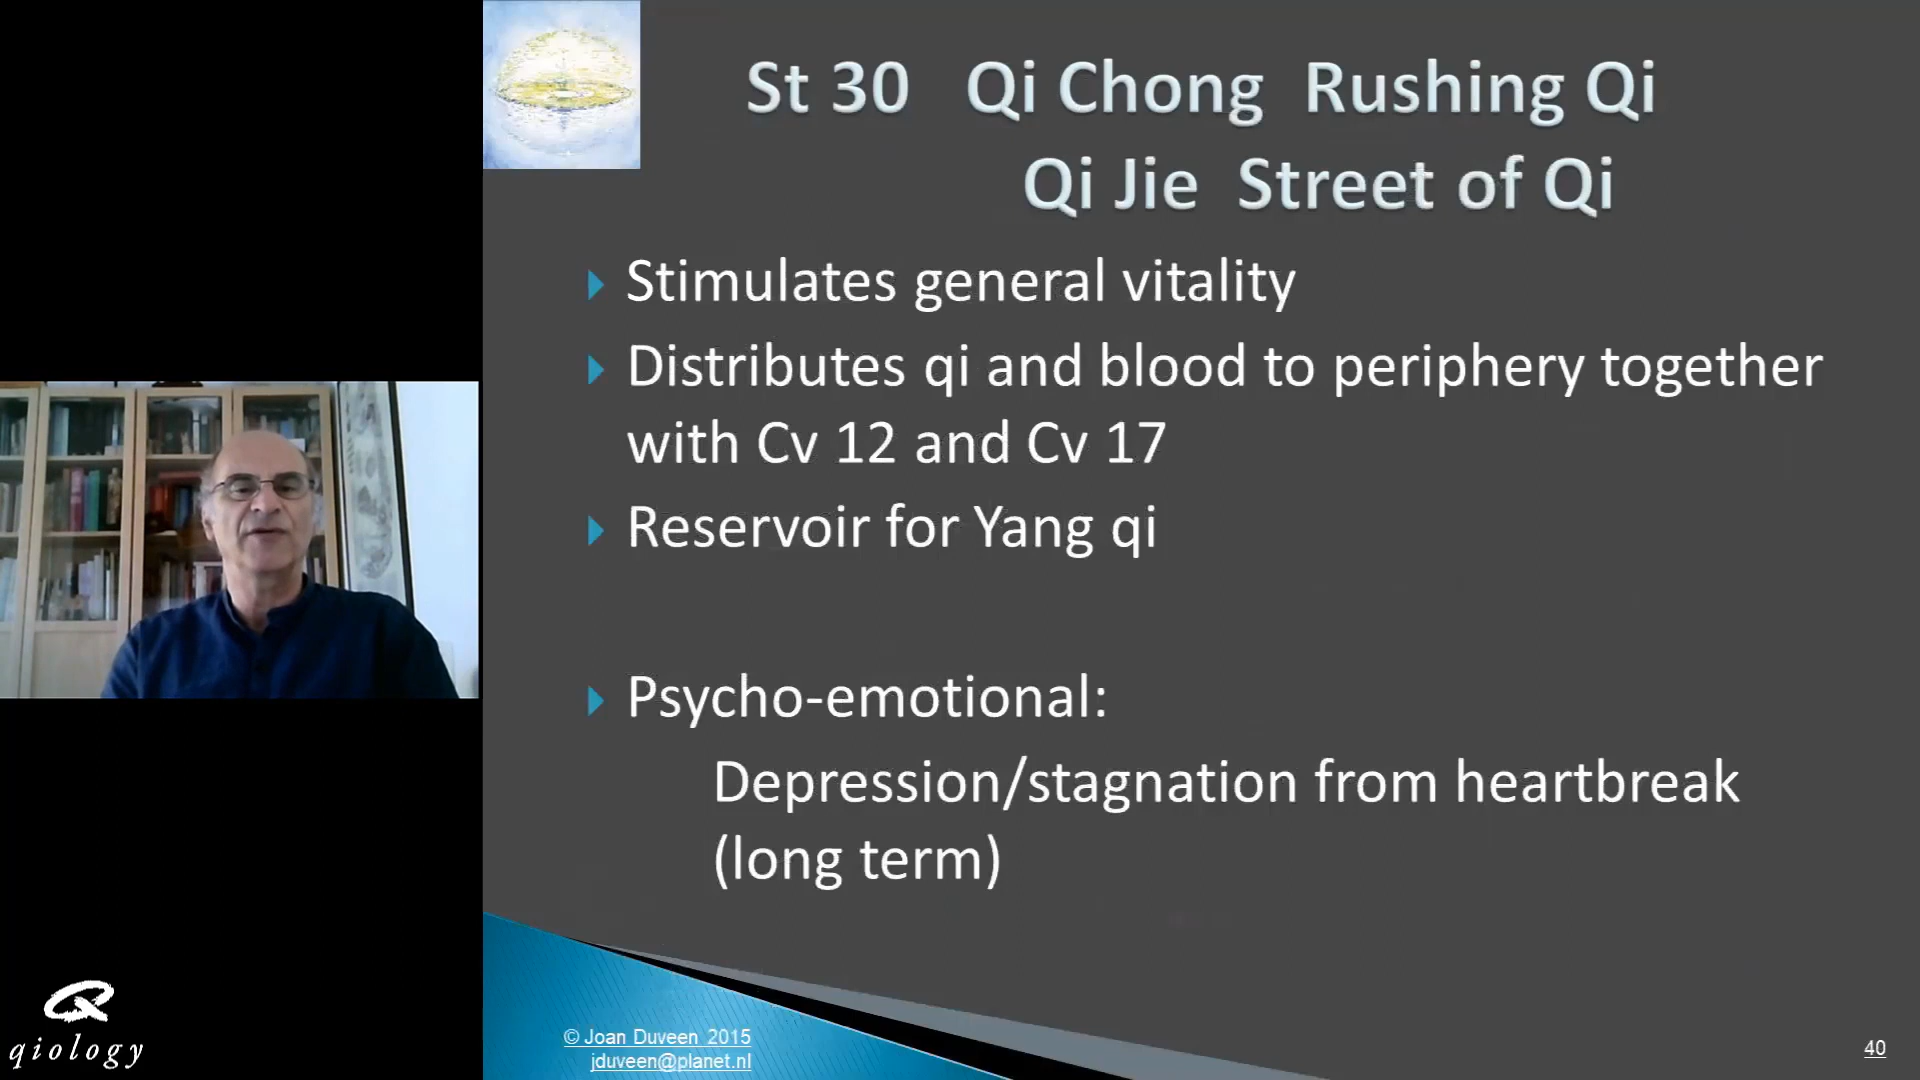 St 30 Qi Chong Rushing Qi
Qi Jie Street of Qi
Stimulates general vitality
Distributes qi and blood to periphery together
with Cv 12 and Cv 17
Reservoir for Yang qi
Psycho-emotional:
Depression/stagnation from heartbreak
(long term)
qiology
© Joan Duveen 2015
jduveen@planet.nl
40